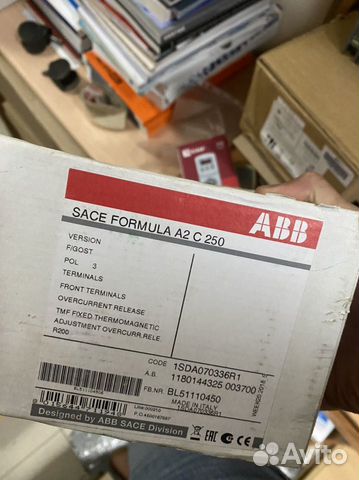 ABB
SACE FORMULA A2 C 250
VERSION
F/GOST
POL 3
TERMINALS
FRONT TERMINALS
OVERCURRENT RELEASE
TMF FIXED THERMOMAGNETIC
ADJUSTMENT OVERCURR.RELE.
R200
CODE 1SDA070336R1
A.B. 1180144325 003700
FB.NR. BL51110450
MADE IN ITALY
Designed by ABB SACE Division
EAC
Avito